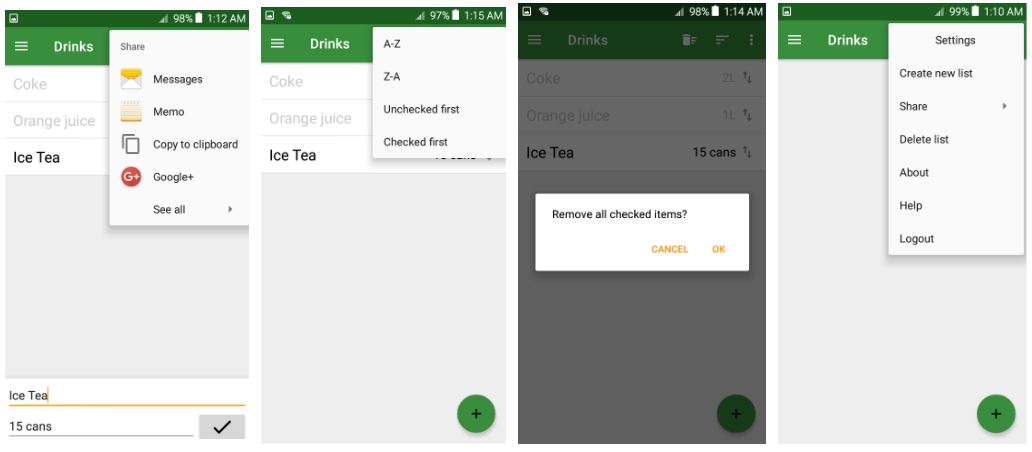 98% 1:12 AM
Drinks
Share
Messages
Memo
Copy to clipboard
Google+
See all
Coke
Orange juice
Ice Tea
Ice Tea
15 cans
97% 1:15 AM
Drinks
A-Z
Z-A
Unchecked first
Checked first
Coke
Orange juice
Ice Tea
98% 1:14 AM
Drinks
Coke 2L
Orange juice 1L
Ice Tea 15 cans
Remove all checked items?
CANCEL OK
99% 1:10 AM
Drinks
Settings
Create new list
Share
Delete list
About
Help
Logout